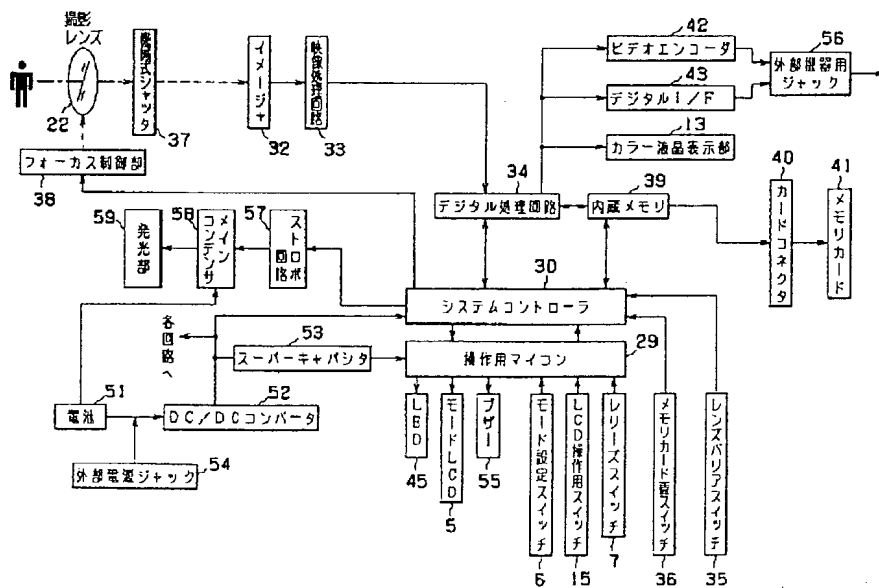 撮影
レンズ
22
37
イメージャ
32
映像処理回路
33
42
ビデオエンコーダ
43
デジタルI/F
56
外部機器用
ジャック
13
カラー液晶表示部
フォーカス制御部
38
34
デジタル処理回路
39
内蔵メモリ
40
カードコネクタ
41
メモリカード
59
発光部
58
メイン
コンデンサ
57
ストロボ
回路
30
システムコントローラ
各回路へ
53
スーパーキャパシタ
操作用マイコン
29
51
電池
52
DC/DCコンバータ
外部電源ジャック
54
LED
45
モードLCD
5
ブザー
55
モード設定スイッチ
6
LCD操作用スイッチ
15
レリーズスイッチ
7
メモリカード蓋スイッチ
36
レンズバリアスイッチ
35